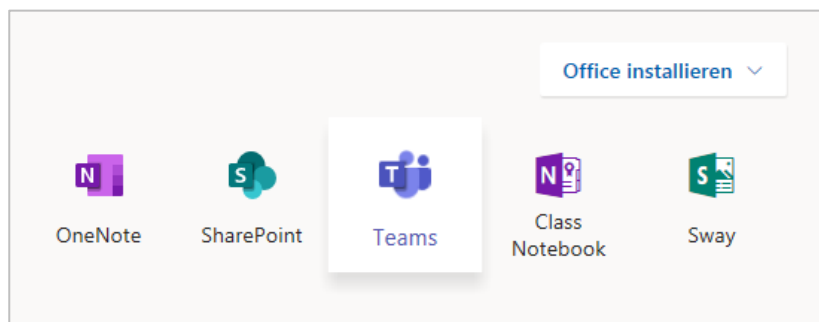 Office installieren
N
S
T
N
S
OneNote
SharePoint
Teams
Class
Notebook
Sway